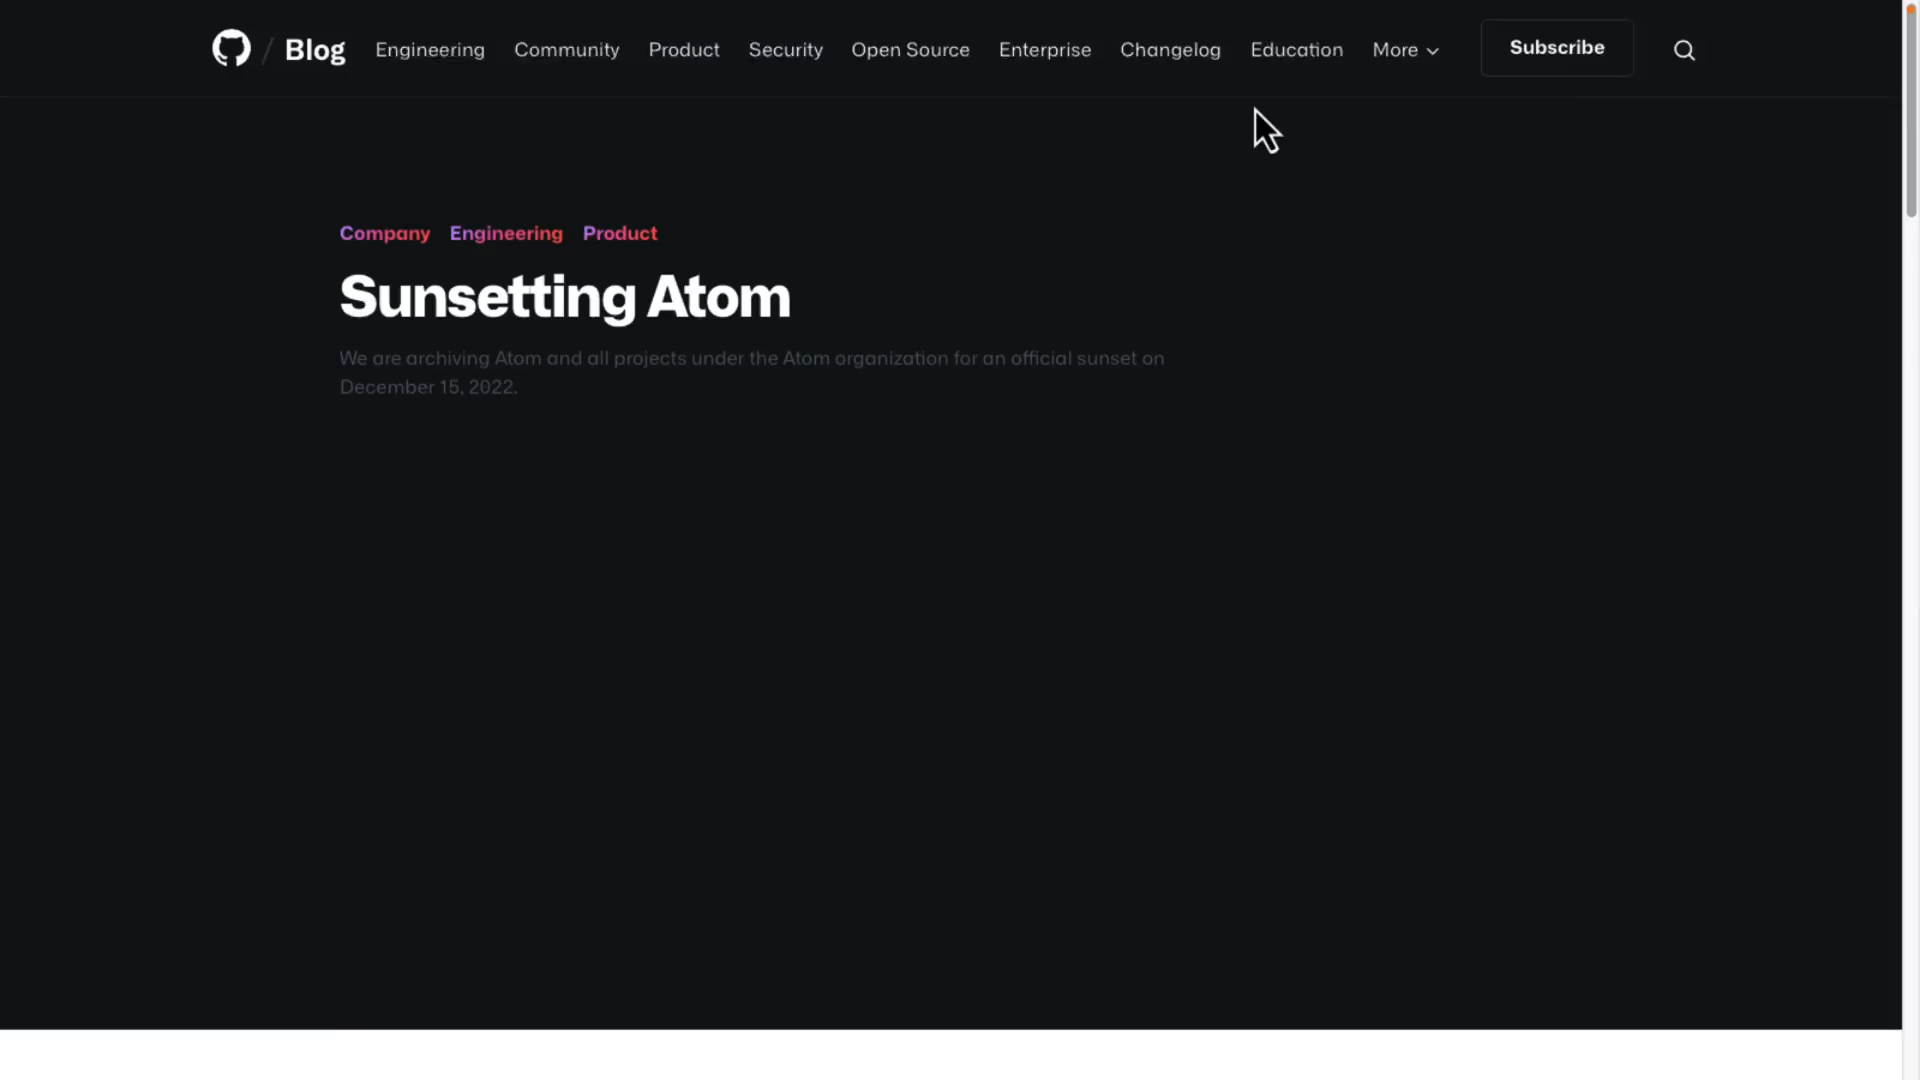 / Blog Engineering Community Product Security Open Source Enterprise Changelog Education More Subscribe
Company Engineering Product
Sunsetting Atom
We are archiving Atom and all projects under the Atom organization for an official sunset on
December 15, 2022.